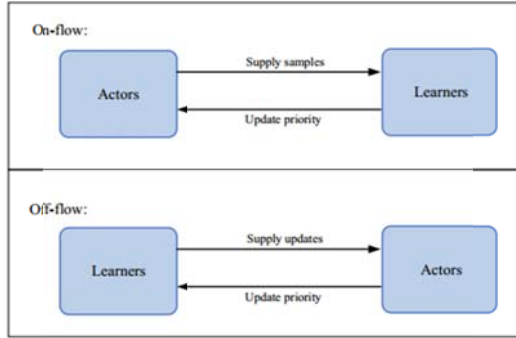 On-flow:
Supply samples
Actors
Learners
Update priority
Off-flow:
Supply updates
Learners
Actors
Update priority